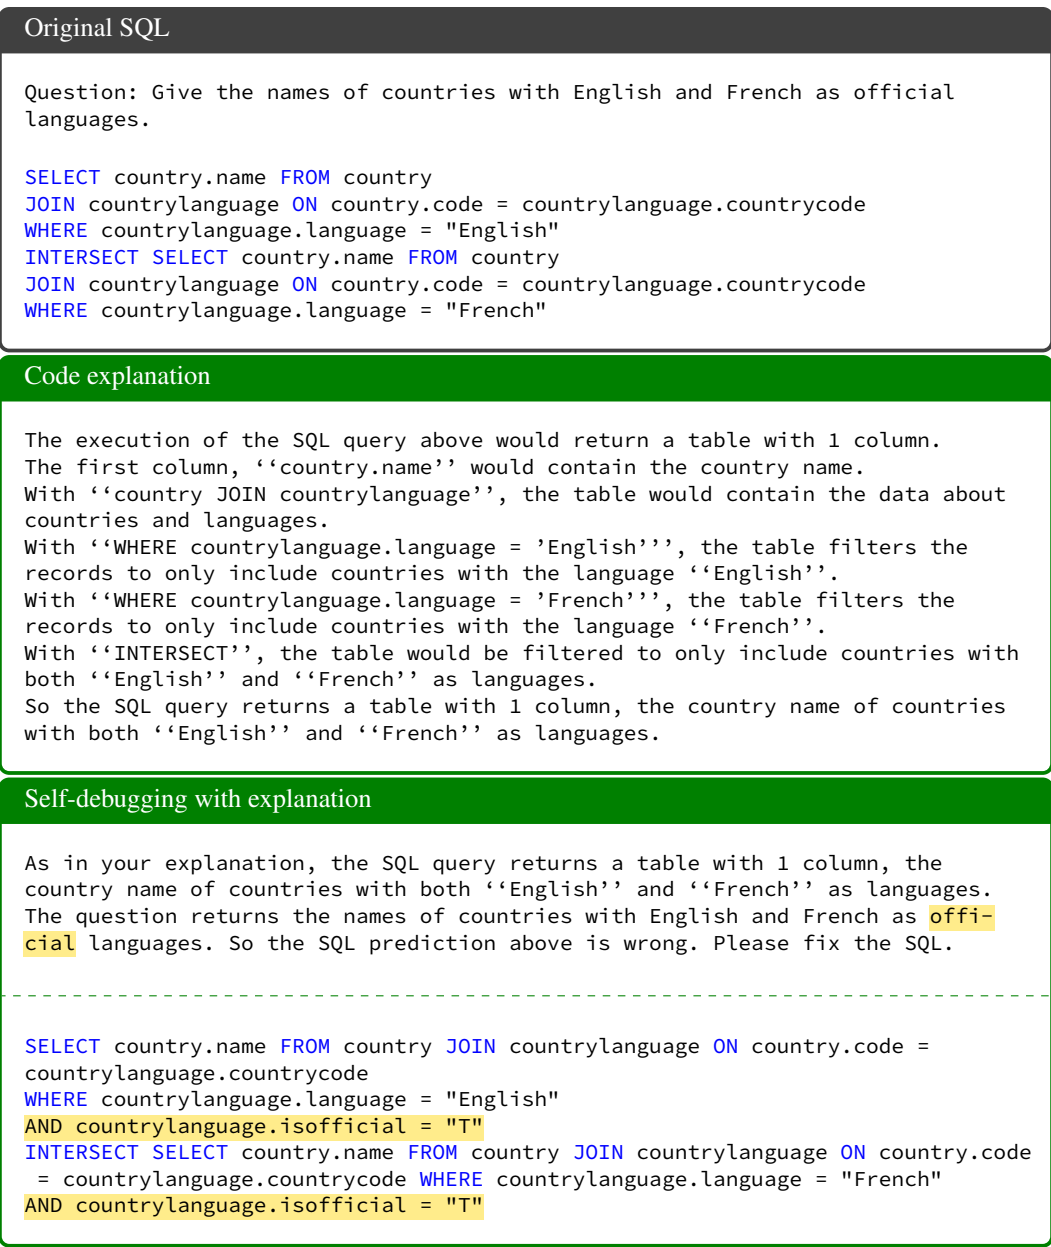 Original SQL
Question: Give the names of countries with English and French as official
languages.
SELECT country.name FROM country
JOIN countrylanguage ON country.code = countrylanguage.countrycode
WHERE countrylanguage.language = "English"
INTERSECT SELECT country.name FROM country
JOIN countrylanguage ON country.code = countrylanguage.countrycode
WHERE countrylanguage.language = "French"
Code explanation
The execution of the SQL query above would return a table with 1 column.
The first column, ‘‘country.name’’ would contain the country name.
With ‘‘country JOIN countrylanguage’’, the table would contain the data about
countries and languages.
With ‘‘WHERE countrylanguage.language = ’English’’’, the table filters the
records to only include countries with the language ‘‘English’’.
With ‘‘WHERE countrylanguage.language = ’French’’’, the table filters the
records to only include countries with the language ‘‘French’’.
With ‘‘INTERSECT’’, the table would be filtered to only include countries with
both ‘‘English’’ and ‘‘French’’ as languages.
So the SQL query returns a table with 1 column, the country name of countries
with both ‘‘English’’ and ‘‘French’’ as languages.
Self-debugging with explanation
As in your explanation, the SQL query returns a table with 1 column, the
country name of countries with both ‘‘English’’ and ‘‘French’’ as languages.
The question returns the names of countries with English and French as offi-
cial languages. So the SQL prediction above is wrong. Please fix the SQL.
SELECT country.name FROM country JOIN countrylanguage ON country.code =
countrylanguage.countrycode
WHERE countrylanguage.language = "English"
AND countrylanguage.isofficial = "T"
INTERSECT SELECT country.name FROM country JOIN countrylanguage ON country.code
= countrylanguage.countrycode WHERE countrylanguage.language = "French"
AND countrylanguage.isofficial = "T"